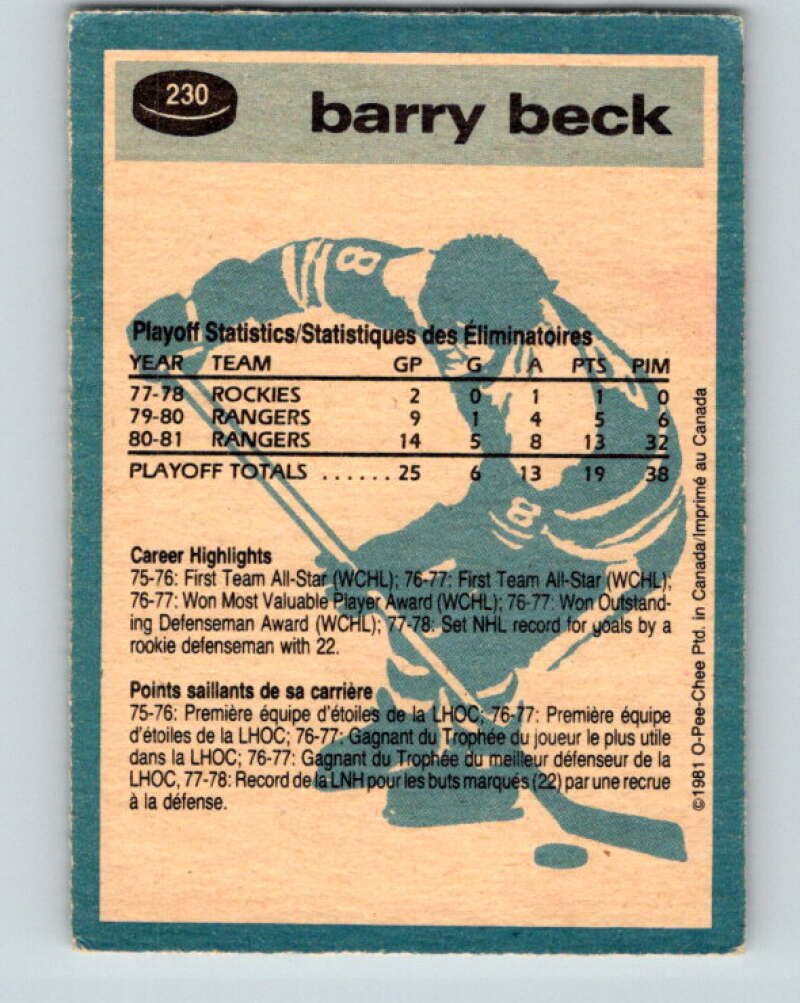 230
barry beck
8
Playoff Statistics/Statistiques des Éliminatoires
YEAR TEAM GP G A PTS PIM
77-78 ROCKIES 2 0 1 1 0
79-80 RANGERS 9 1 4 5 6
80-81 RANGERS 14 5 8 13 32
PLAYOFF TOTALS ...... 25 6 13 19 38
8
Career Highlights
75-76: First Team All-Star (WCHL); 76-77: First Team All-Star (WCHL);
76-77: Won Most Valuable Player Award (WCHL); 76-77: Won Outstand-
ing Defenseman Award (WCHL); 77-78: Set NHL record for goals by a
rookie defenseman with 22.
Points saillants de sa carrière
75-76: Première équipe d'étoiles de la LHOC; 76-77: Première équipe
d'étoiles de la LHOC; 76-77: Gagnant du Trophée du joueur le plus utile
dans la LHOC; 76-77: Gagnant du Trophée du meilleur défenseur de la
LHOC, 77-78: Record de la LNH pour les buts marqués (22) par une recrue
à la défense.
©1981 O-Pee-Chee Ptd. in Canada/Imprimé au Canada